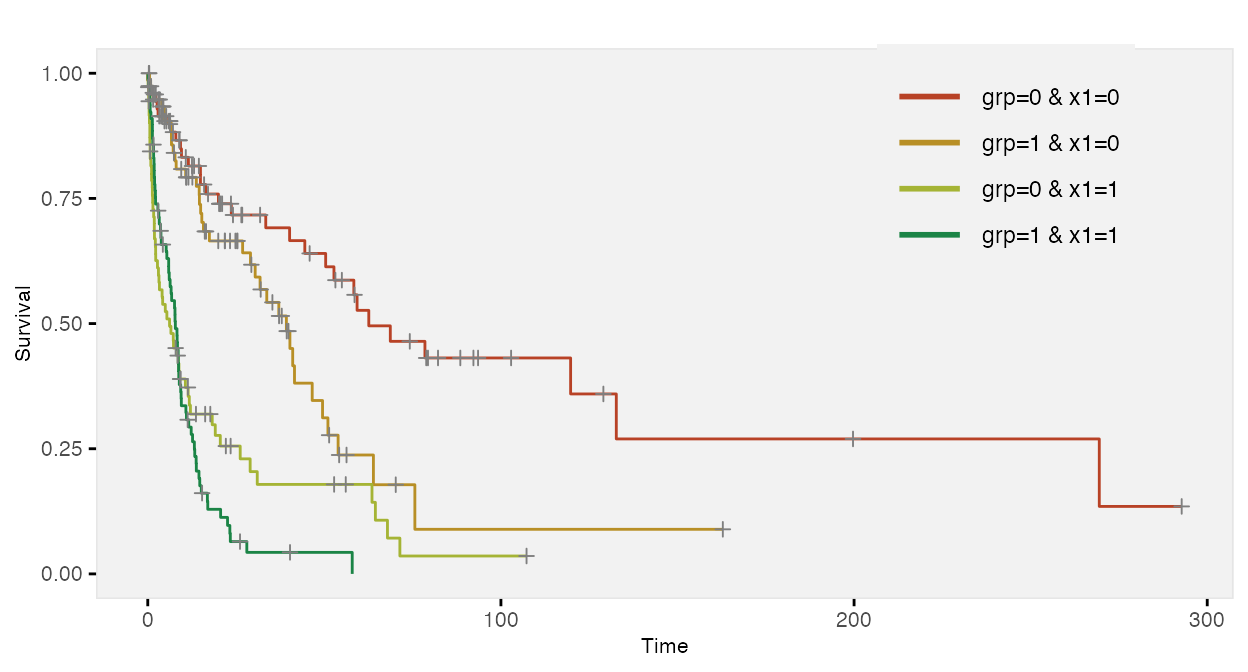 1.00
0.75
0.50
0.25
0.00
Survival
0 100 200 300
Time
grp=0 & x1=0
grp=1 & x1=0
grp=0 & x1=1
grp=1 & x1=1